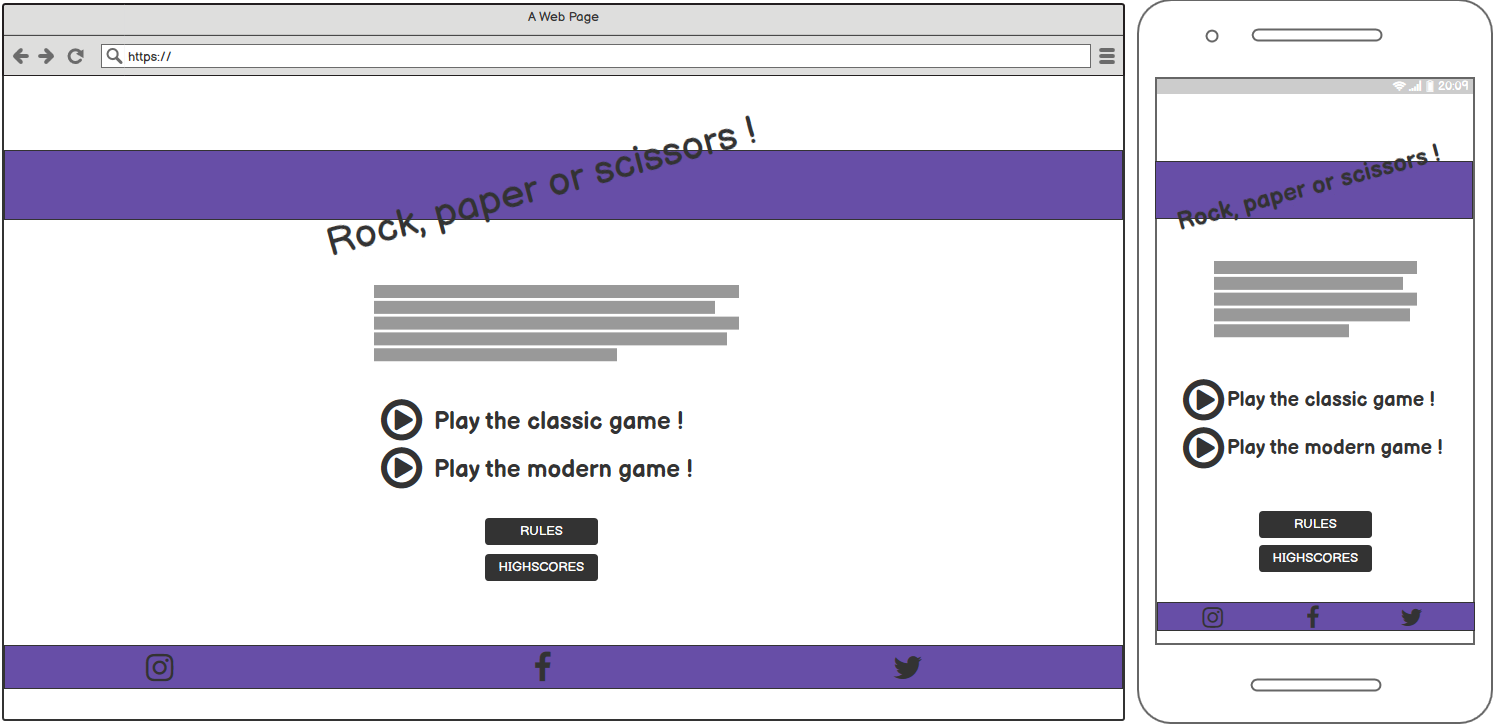 A Web Page
https://
Rock, paper or scissors !
Play the classic game !
Play the modern game !
RULES
HIGHSCORES
20:09
Rock, paper or scissors !
Play the classic game !
Play the modern game !
RULES
HIGHSCORES